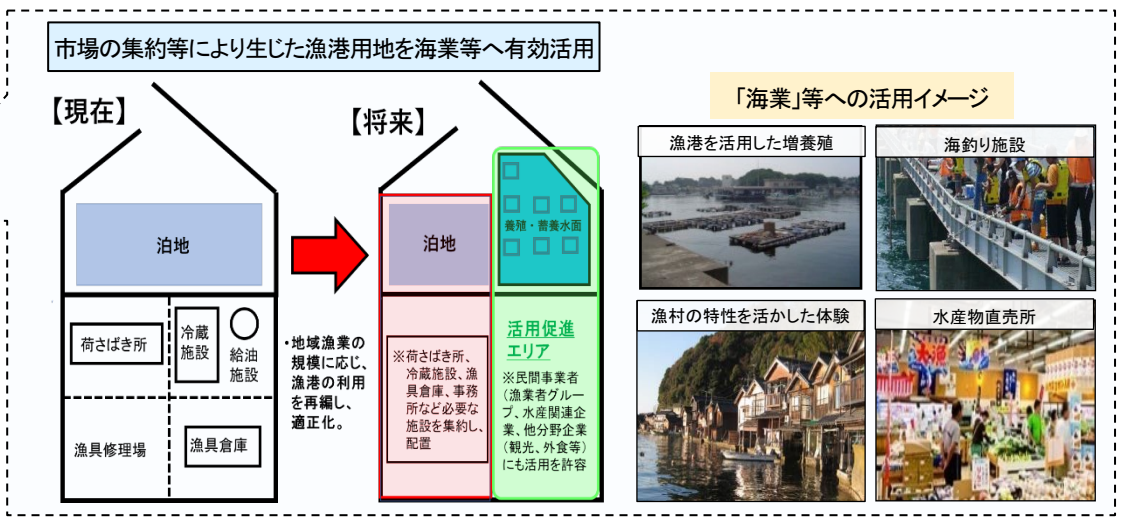 市場の集約等により生じた漁港用地を海業等へ有効活用
【現在】
泊地
荷さばき所
冷蔵
施設
給油
施設
漁具修理場
漁具倉庫
・地域漁業の
規模に応じ、
漁港の利用
を再編し、
適正化。
【将来】
泊地
養殖・蓄養水面
※荷さばき所、
冷蔵施設、漁
具倉庫、事務
所など必要な
施設を集約し、
配置
活用促進
エリア
※民間事業者
（漁業者グルー
プ、水産関連企
業、他分野企業
（観光、外食等）
にも活用を許容
「海業」等への活用イメージ
漁港を活用した増養殖
海釣り施設
漁村の特性を活かした体験
水産物直売所